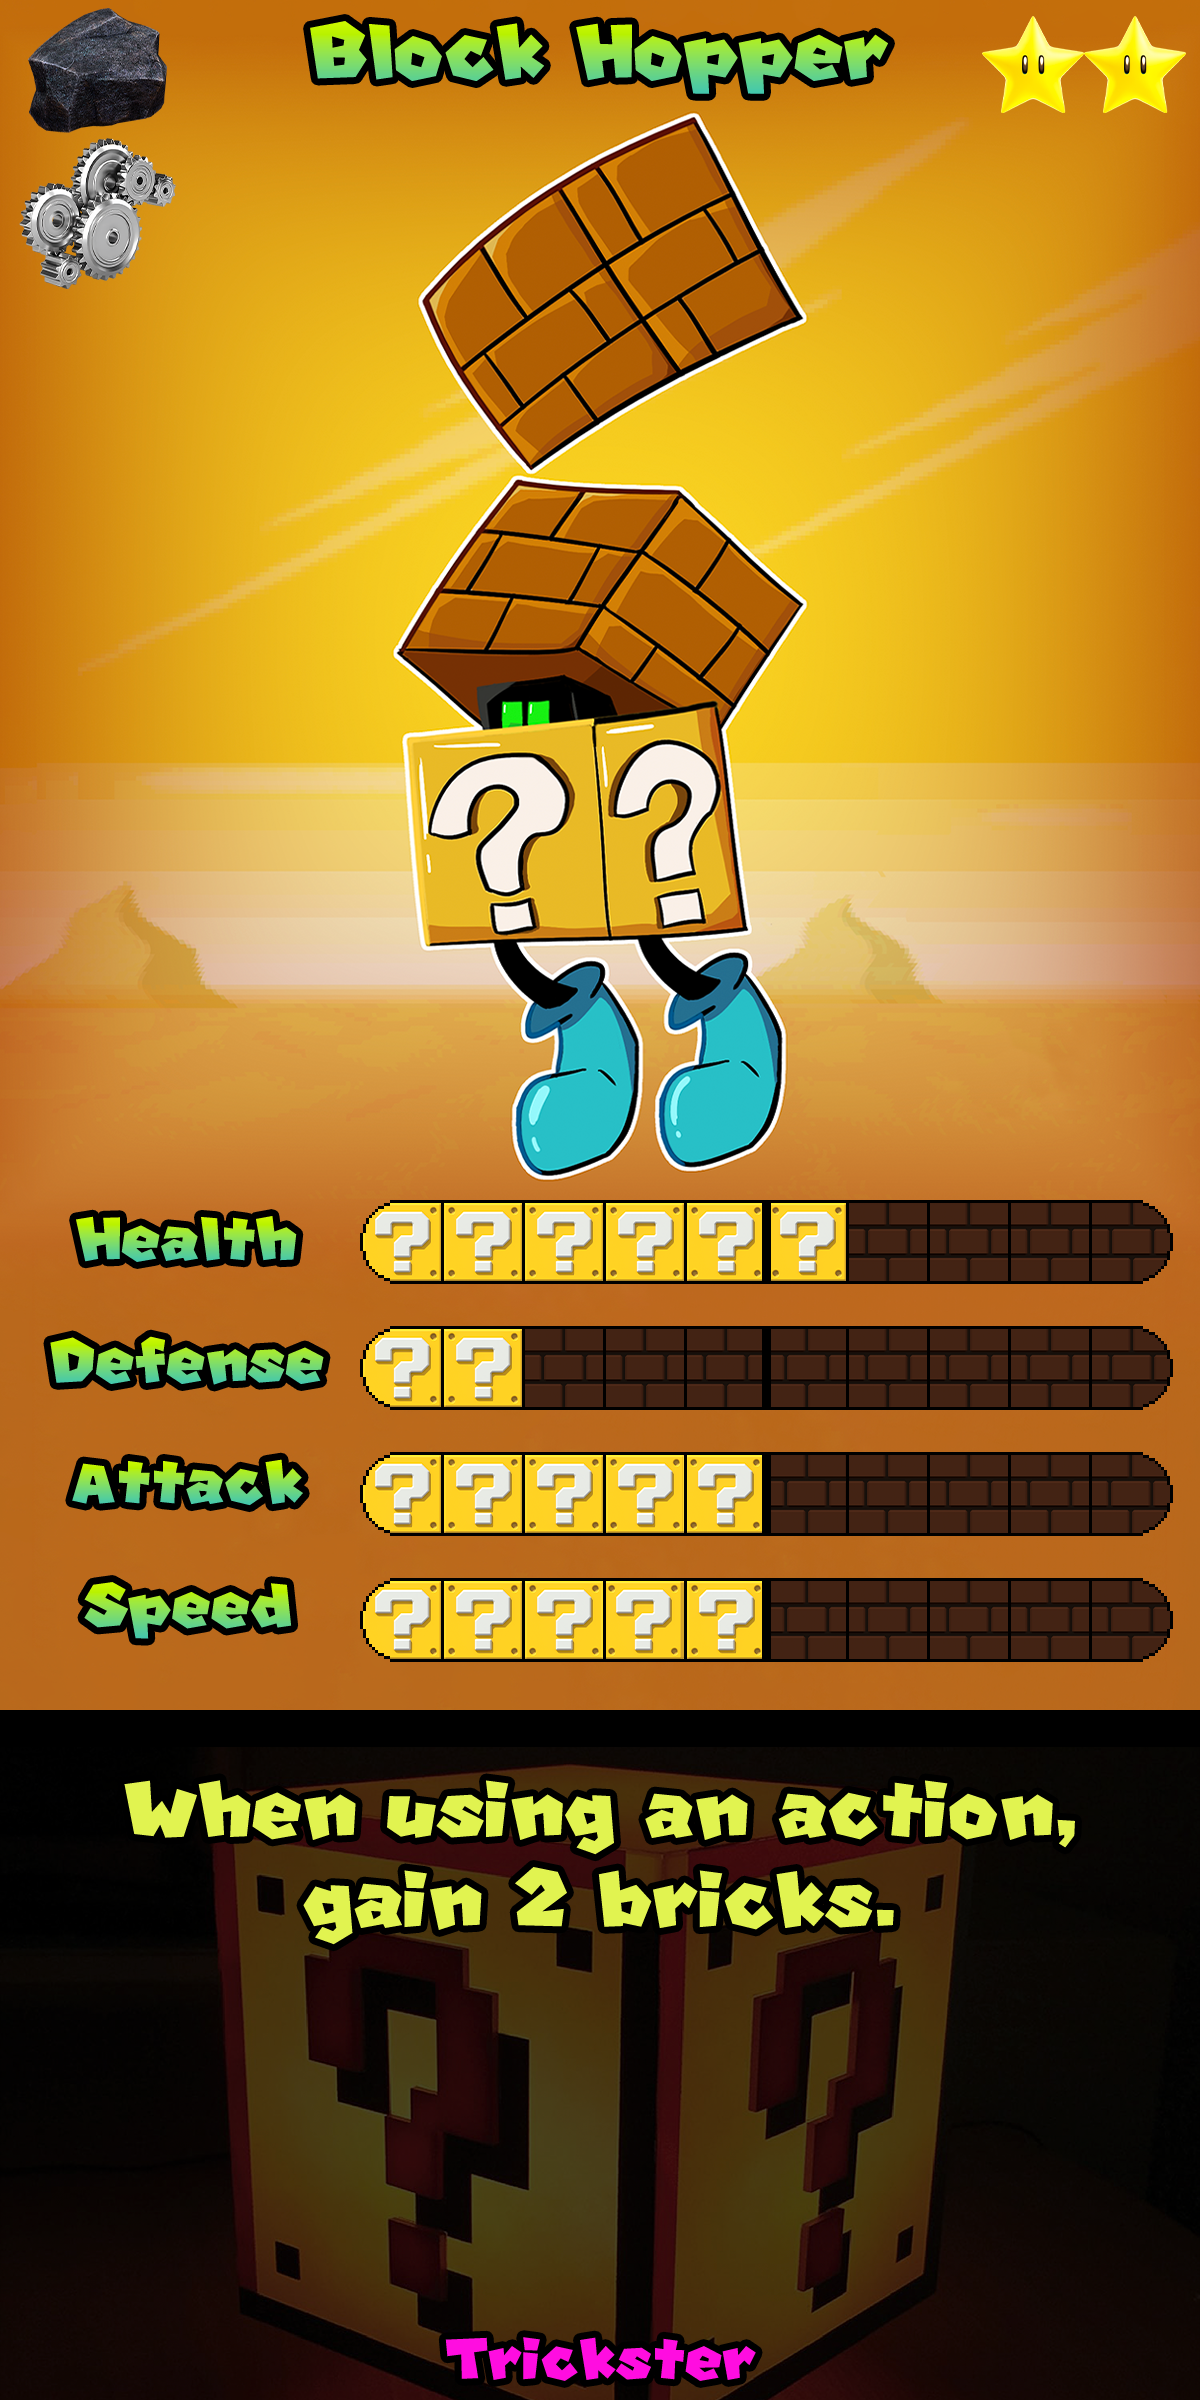 Block Hopper
? ?
Health
Defense
Attack
Speed
When using an action,
gain 2 bricks.
Trickster